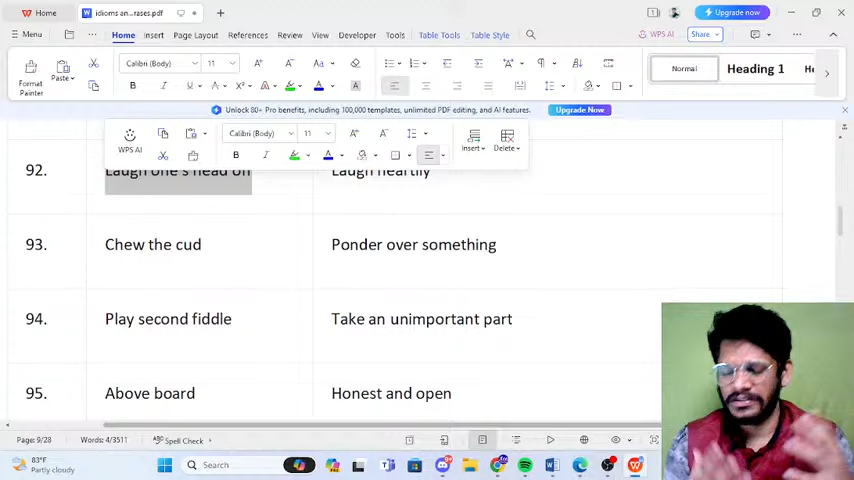 Home idioms an...rases.pdf Upgrade now
Menu Home Insert Page Layout References Review View Developer Tools Table Tools Table Style WPS AI Share
Format Painter Paste Calibri (Body) 11 Normal Heading 1
Unlock 80+ Pro benefits, including 100,000 templates, unlimited PDF editing, and AI features. Upgrade Now
WPS AI Calibri (Body) 11 Insert Delete
92. Laugh one's head off Laugh heartily
93. Chew the cud Ponder over something
94. Play second fiddle Take an unimportant part
95. Above board Honest and open
Page: 9/28 Words: 4/3511 Spell Check
83°F
Partly cloudy
Search